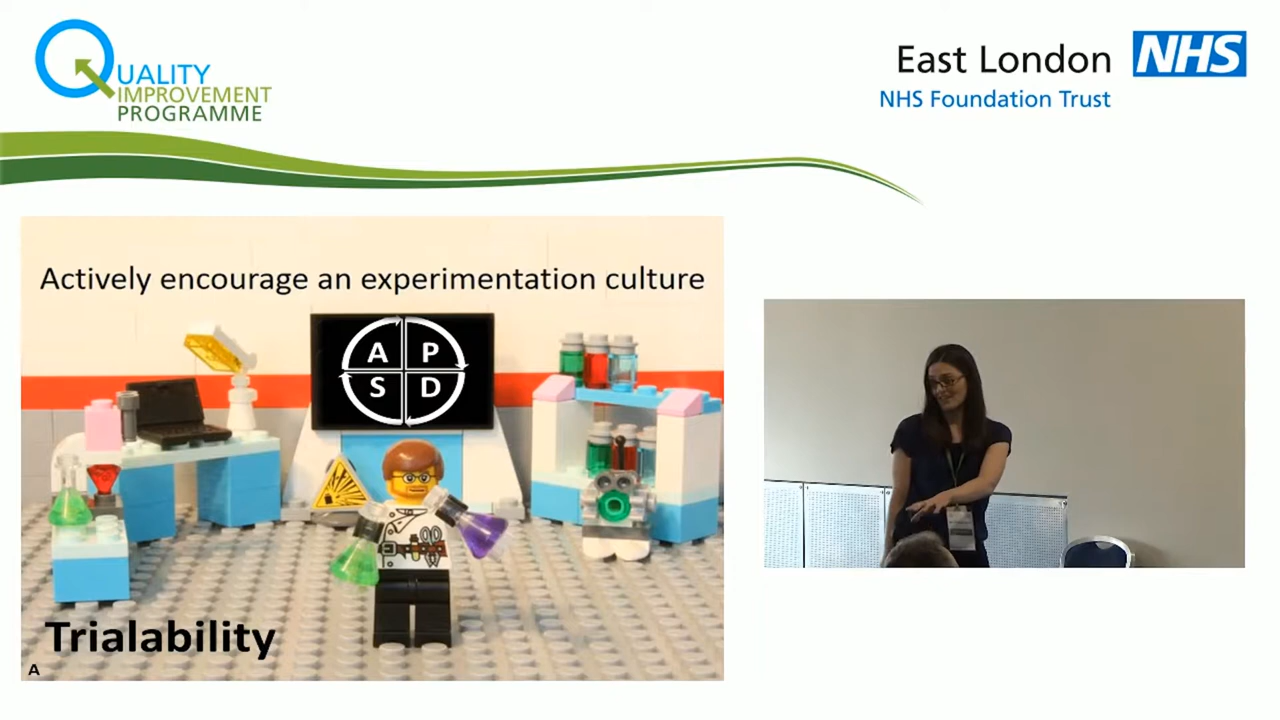 QUALITY
IMPROVEMENT
PROGRAMME
East London NHS
NHS Foundation Trust
Actively encourage an experimentation culture
A P
S D
Trialability
A